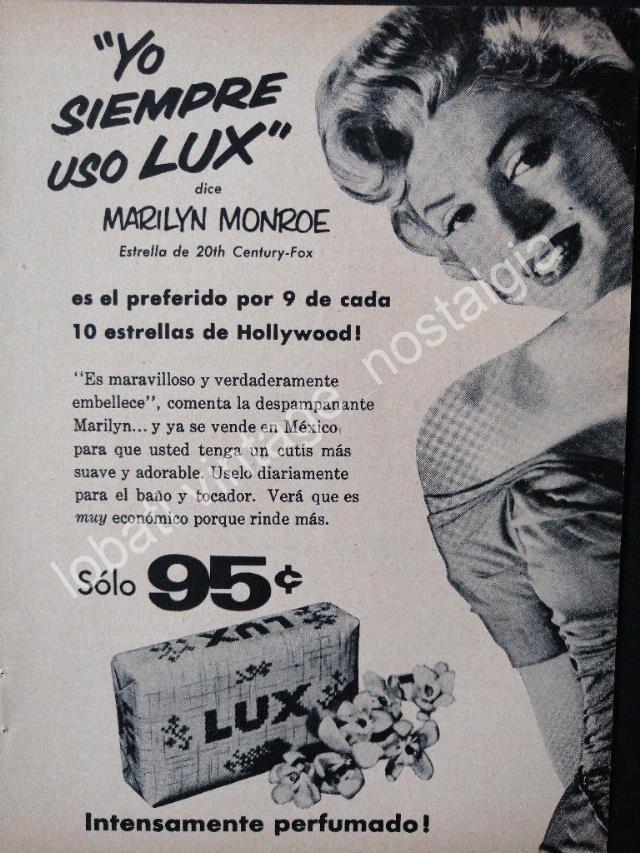 "Yo
SIEMPRE
USO LUX"
dice
MARILYN MONROE
Estrella de 20th Century-Fox
es el preferido por 9 de cada
10 estrellas de Hollywood!
"Es maravilloso y verdaderamente
embellece", comenta la despampanante
Marilyn... y ya se vende en México
para que usted tenga un cutis más
suave y adorable. Uselo diariamente
para el baño y tocador. Verá que es
muy económico porque rinde más.
Sólo 95¢
LUX
LUX
Intensamente perfumado!
lobati vintage nostalgia